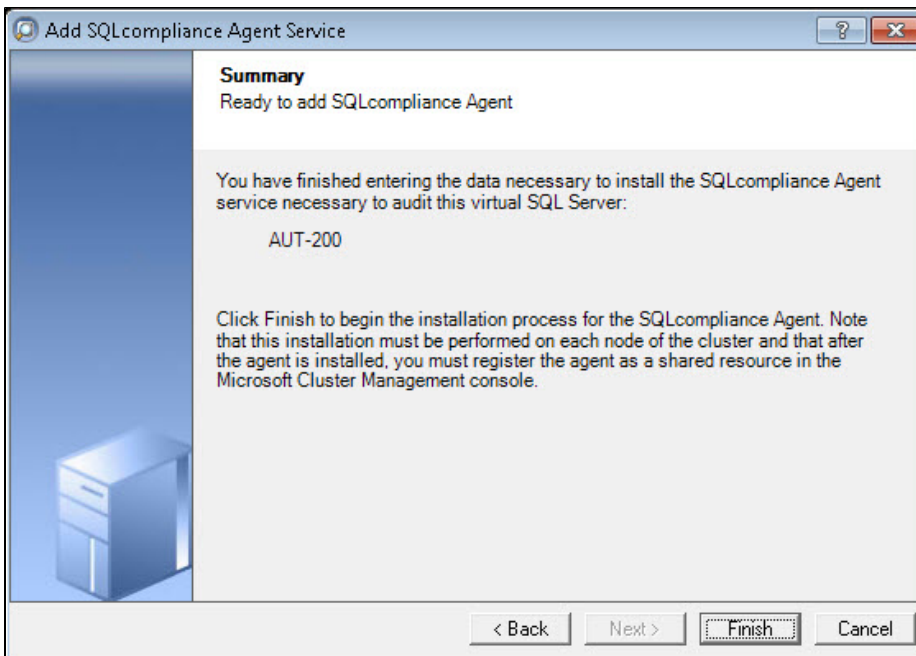 Add SQLcompliance Agent Service
Summary
Ready to add SQLcompliance Agent
You have finished entering the data necessary to install the SQLcompliance Agent
service necessary to audit this virtual SQL Server:
AUT-200
Click Finish to begin the installation process for the SQLcompliance Agent. Note
that this installation must be performed on each node of the cluster and that after
the agent is installed, you must register the agent as a shared resource in the
Microsoft Cluster Management console.
< Back Next > Finish Cancel